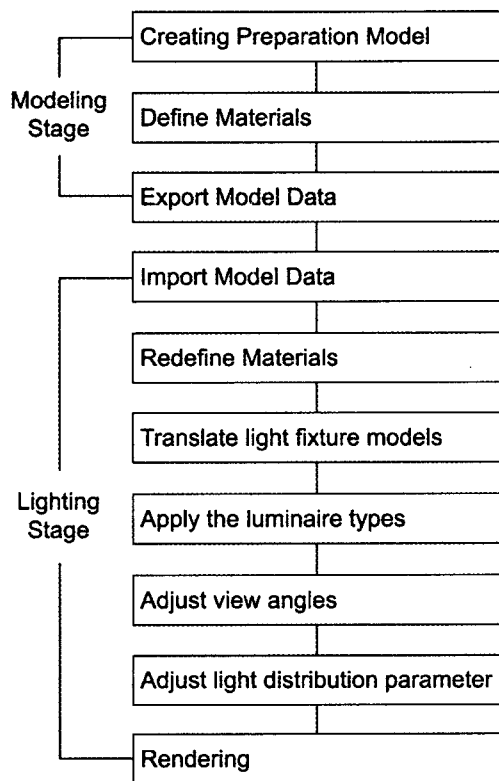 Creating Preparation Model
Modeling
Stage
Define Materials
Export Model Data
Import Model Data
Redefine Materials
Translate light fixture models
Lighting
Stage
Apply the luminaire types
Adjust view angles
Adjust light distribution parameter
Rendering